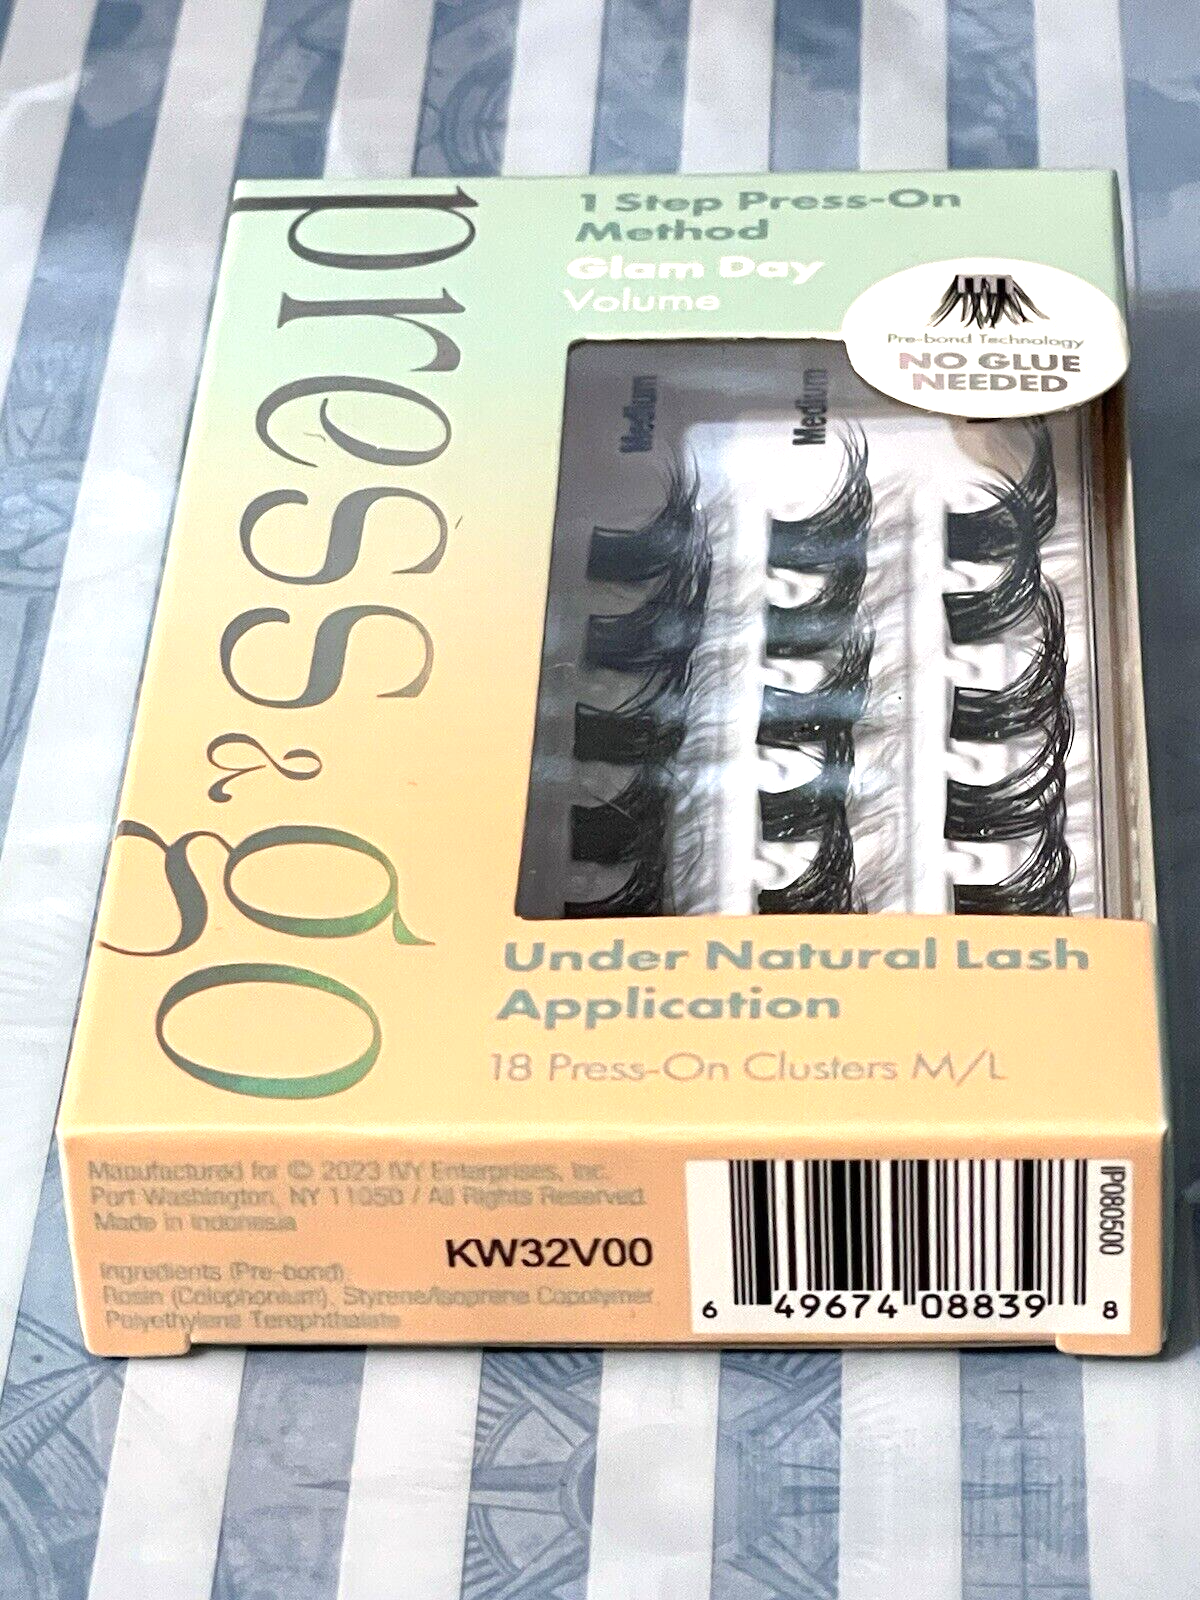 press & go
1 Step Press-On
Method
Glam Day
Volume
Pre-bond Technology
NO GLUE
NEEDED
Medium
Medium
Under Natural Lash
Application
18 Press-On Clusters M/L
Manufactured for © 2023 IVY Enterprises, Inc.
Port Washington, NY 11050 / All Rights Reserved.
Made in Indonesia
KW32V00
Ingredients (Pre-bond):
Rosin (Colophonium), Styrene/Isoprene Copolymer,
Polyethylene Terephthalate
IP080500
6 49674 08839 8